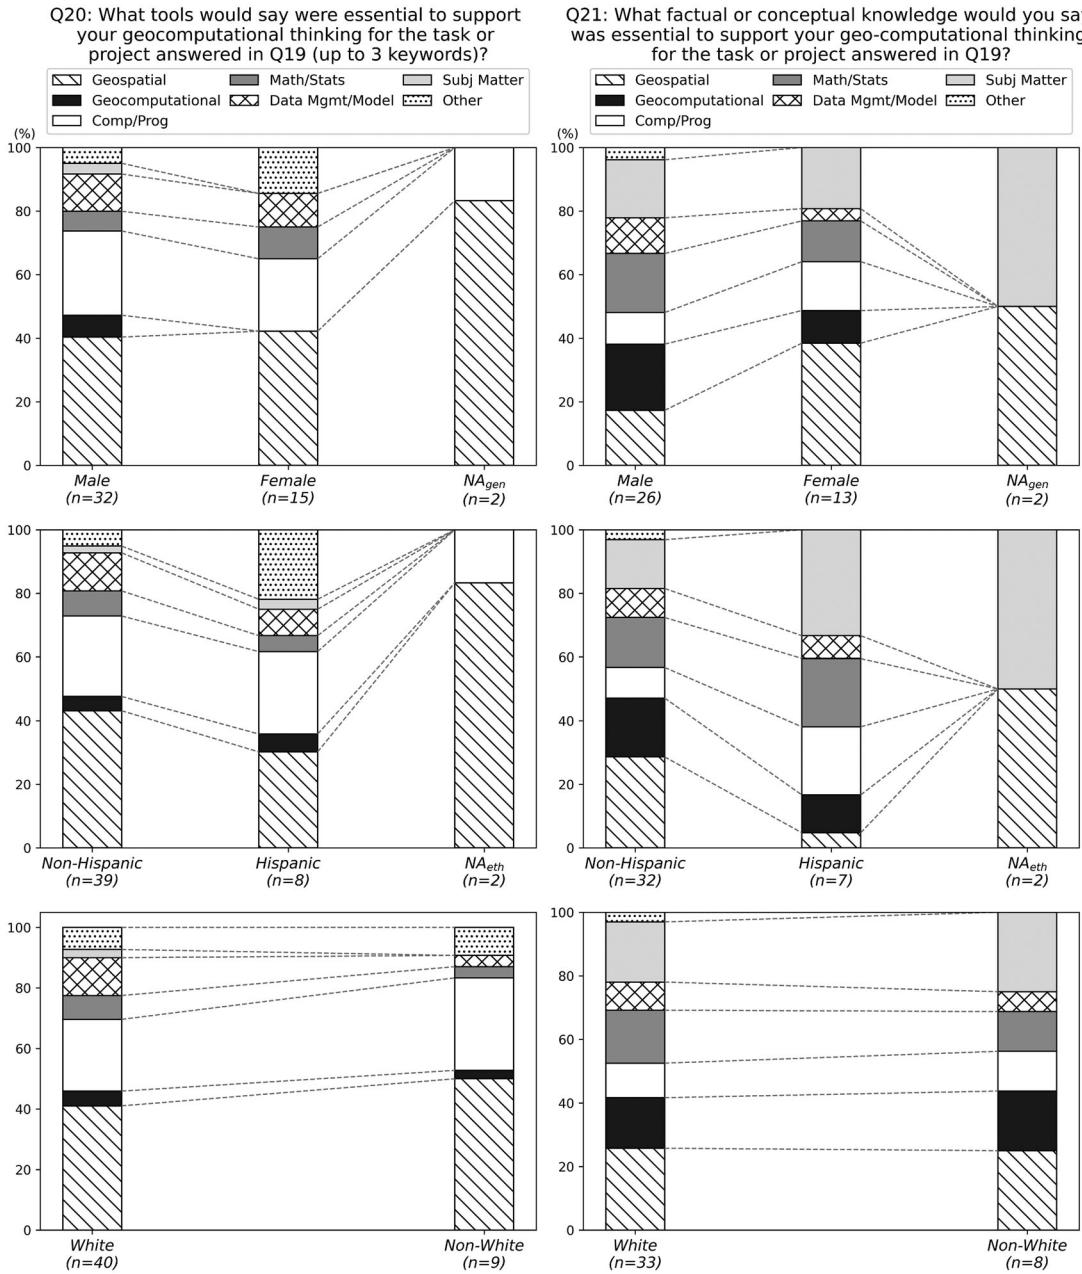 Q20: What tools would say were essential to support
your geocomputational thinking for the task or
project answered in Q19 (up to 3 keywords)?
Geospatial Math/Stats Subj Matter
Geocomputational Data Mgmt/Model Other
Comp/Prog
(%)
100
80
60
40
20
0
Male Female NAgen
(n=32) (n=15) (n=2)
Q21: What factual or conceptual knowledge would you sa
was essential to support your geo-computational thinking
for the task or project answered in Q19?
Geospatial Math/Stats Subj Matter
Geocomputational Data Mgmt/Model Other
Comp/Prog
(%)
100
80
60
40
20
0
Male Female NAgen
(n=26) (n=13) (n=2)
100
80
60
40
20
0
Non-Hispanic Hispanic NAeth
(n=39) (n=8) (n=2)
100
80
60
40
20
0
Non-Hispanic Hispanic NAeth
(n=32) (n=7) (n=2)
100
80
60
40
20
0
White Non-White
(n=40) (n=9)
100
80
60
40
20
0
White Non-White
(n=33) (n=8)